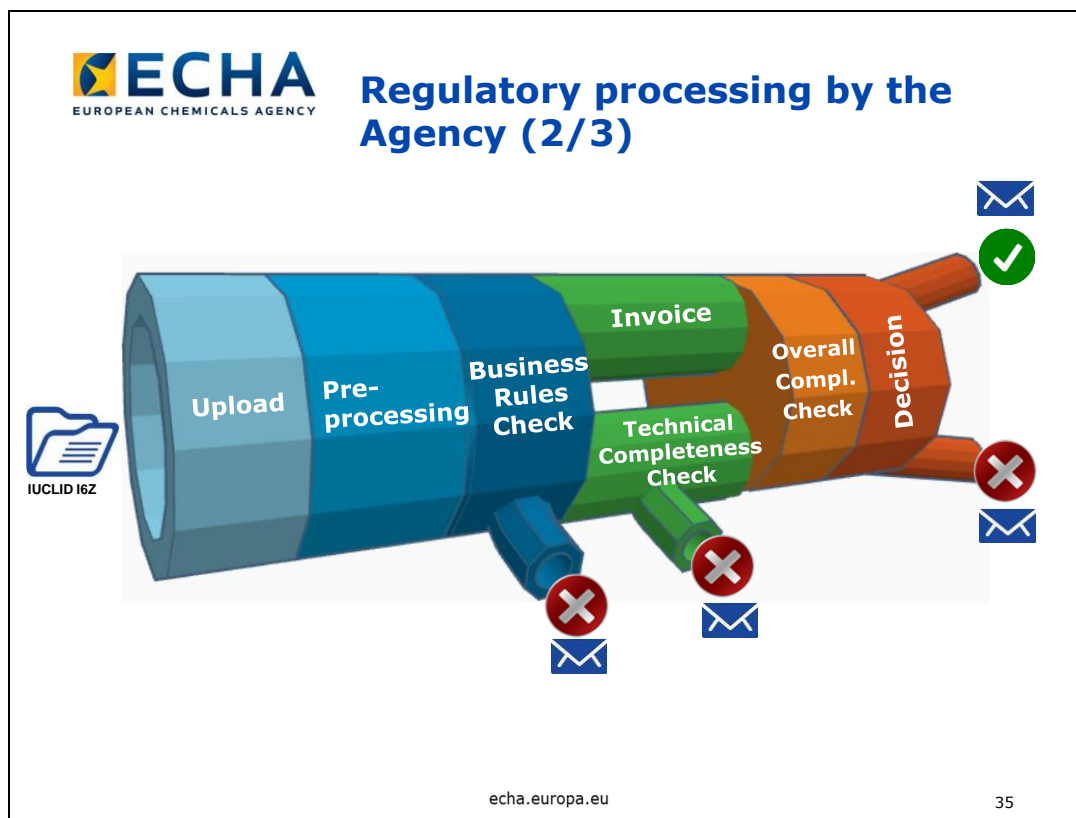 ECHA
EUROPEAN CHEMICALS AGENCY
Regulatory processing by the
Agency (2/3)
Upload
Pre-
processing
Business
Rules
Check
Invoice
Technical
Completeness
Check
Overall
Compl.
Check
Decision
IUCLID I6Z
echa.europa.eu
35